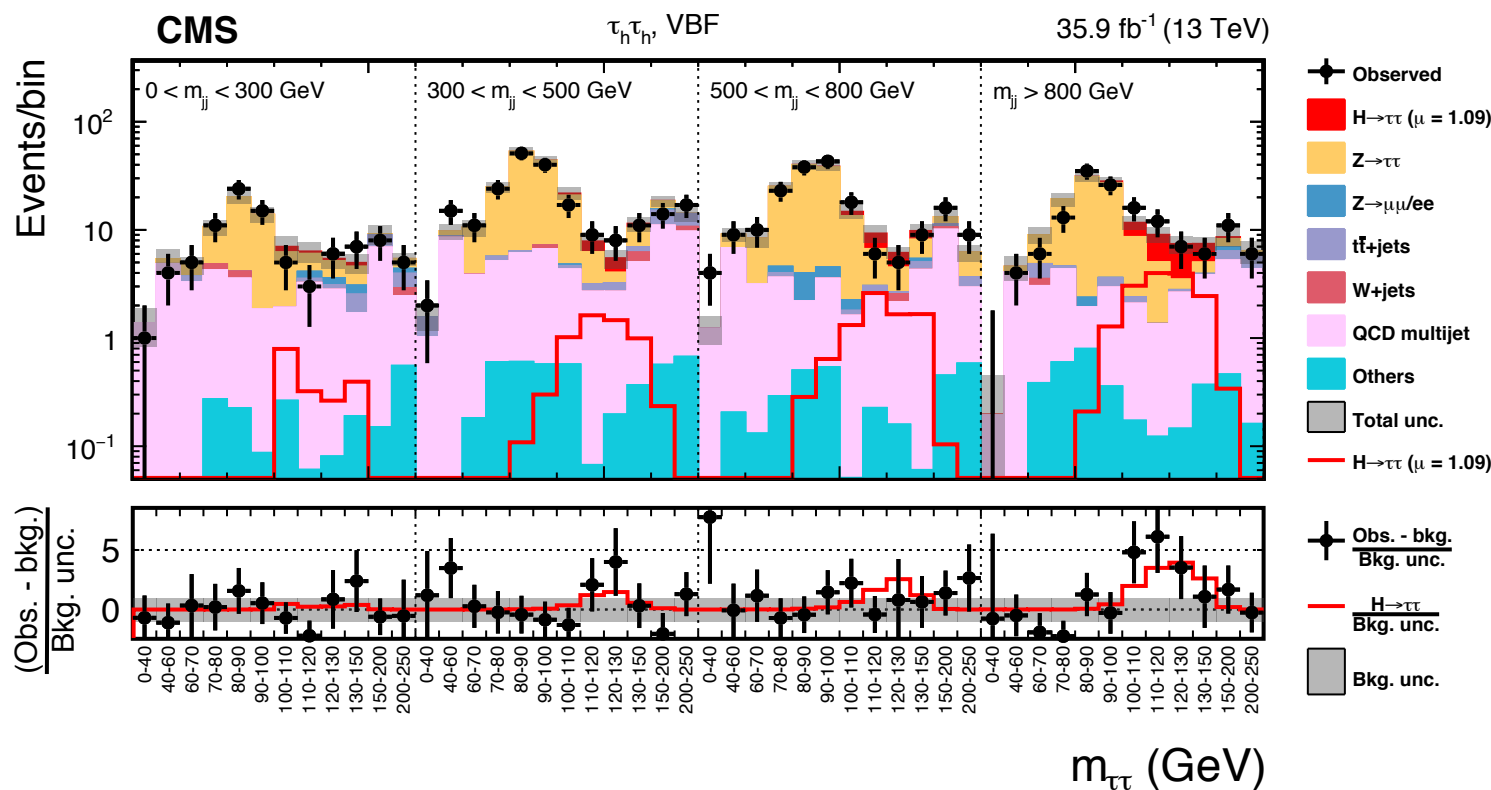 CMS
τhτh, VBF
35.9 fb⁻¹ (13 TeV)
Events/bin
10²
10
1
10⁻¹
0 < mjj < 300 GeV
300 < mjj < 500 GeV
500 < mjj < 800 GeV
mjj > 800 GeV
Observed
H→ττ (μ = 1.09)
Z→ττ
Z→μμ/ee
tt̄+jets
W+jets
QCD multijet
Others
Total unc.
H→ττ (μ = 1.09)
(Obs. - bkg.)
Bkg. unc.
5
0
Obs. - bkg.
Bkg. unc.
H→ττ
Bkg. unc.
Bkg. unc.
0-40 40-60 60-70 70-80 80-90 90-100 100-110 110-120 120-130 130-150 150-200 200-250 0-40 40-60 60-70 70-80 80-90 90-100 100-110 110-120 120-130 130-150 150-200 200-250 0-40 40-60 60-70 70-80 80-90 90-100 100-110 110-120 120-130 130-150 150-200 200-250 0-40 40-60 60-70 70-80 80-90 90-100 100-110 110-120 120-130 130-150 150-200 200-250
mττ (GeV)